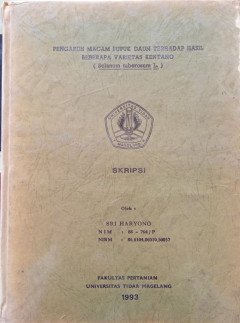 PENGARUH MACAM PUPUK DAUN TERHADAP HASIL
BEBERAPA VARIETAS KENTANG
( Solanum tuberosum L. )
SKRIPSI
Oleh :
SRI HARYONO
N I M :
NIRM :
FAKULTAS PERTANIAN
UNIVERSITAS TIDAR MAGELANG
1993